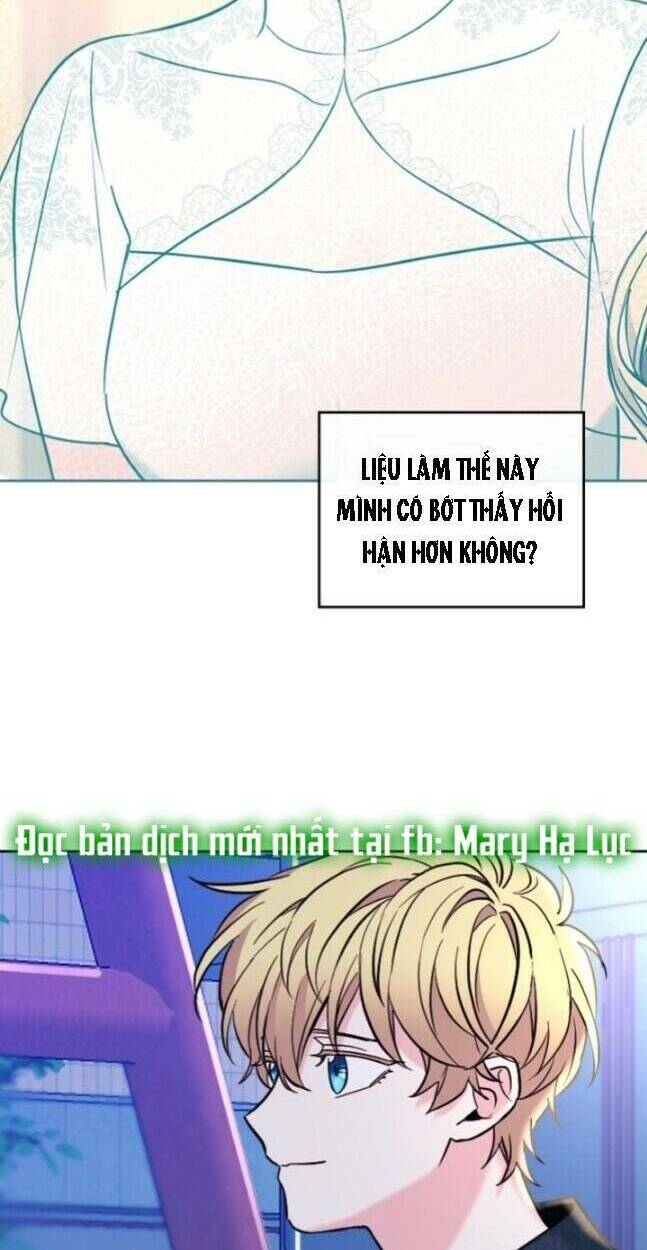 LIỆU LÀM THẾ NÀY
MÌNH CÓ BỚT THẤY HỐI
HẬN HƠN KHÔNG?
Đọc bản dịch mới nhất tại fb: Mary Hạ Lục